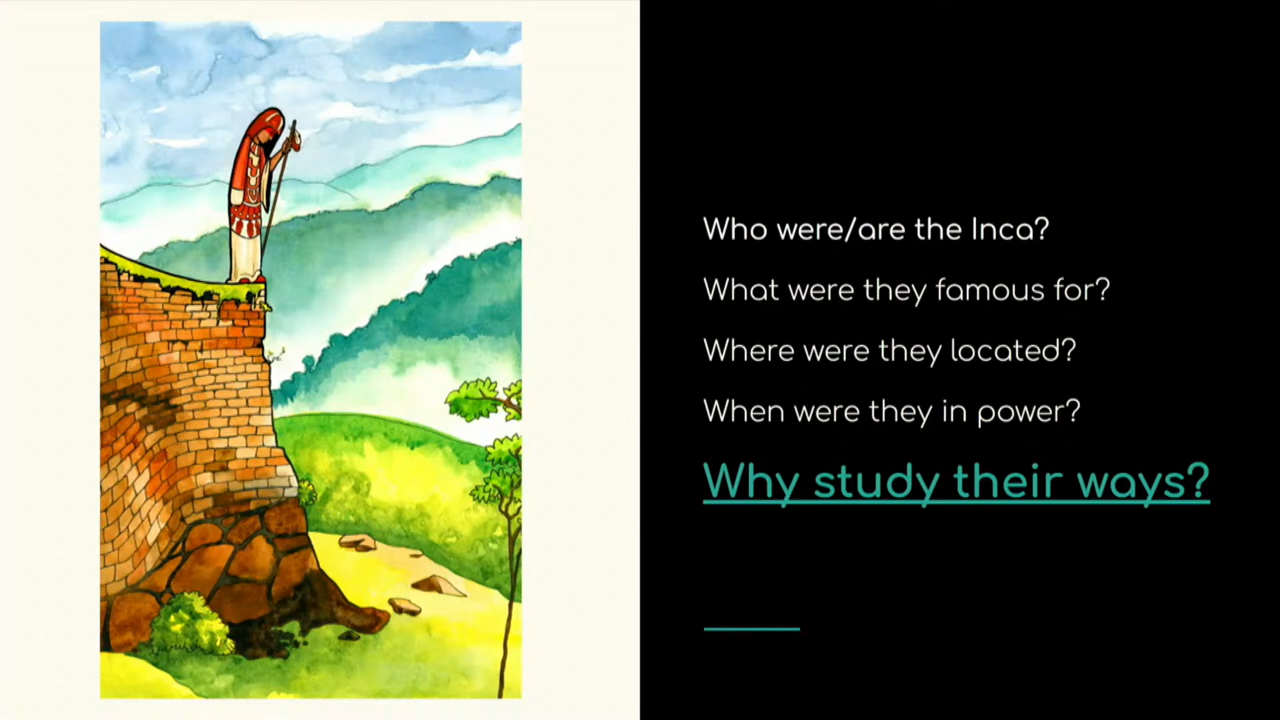 Who were/are the Inca?
What were they famous for?
Where were they located?
When were they in power?
Why study their ways?